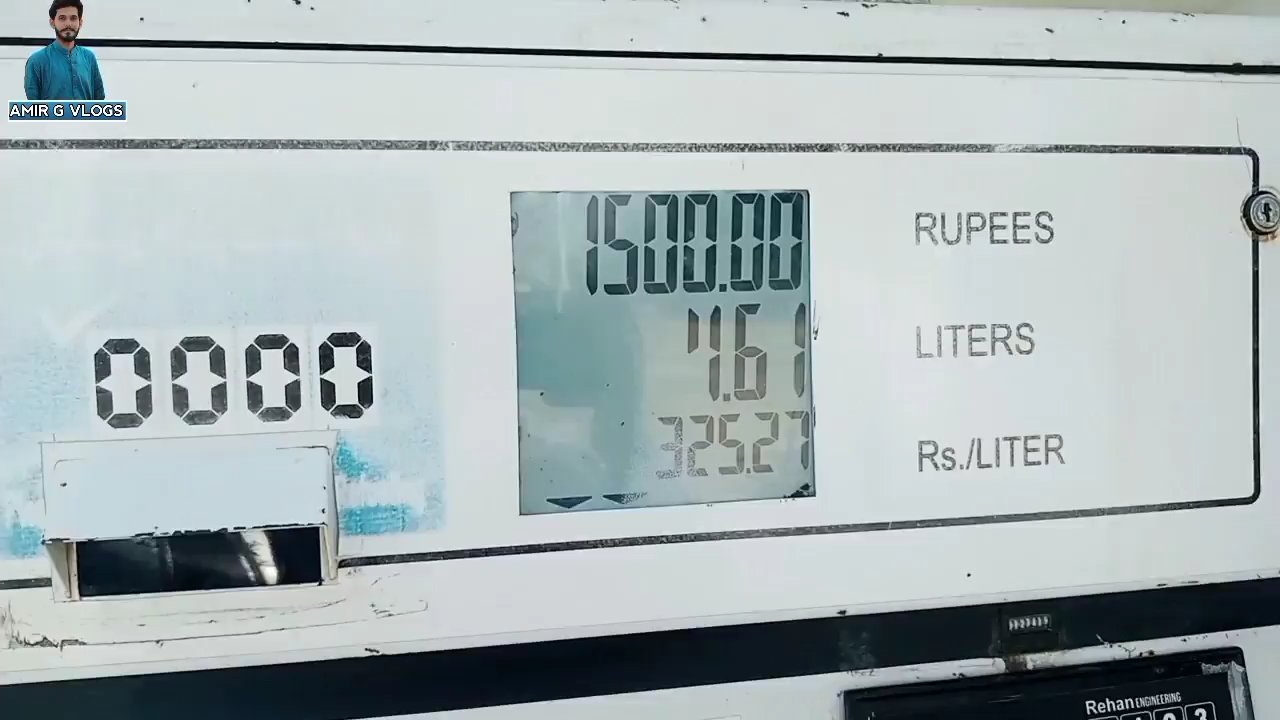 AMIR G VLOGS
1500.00
RUPEES
4.61
LITERS
0000
325.27
Rs./LITER
Rehan ENGINEERING